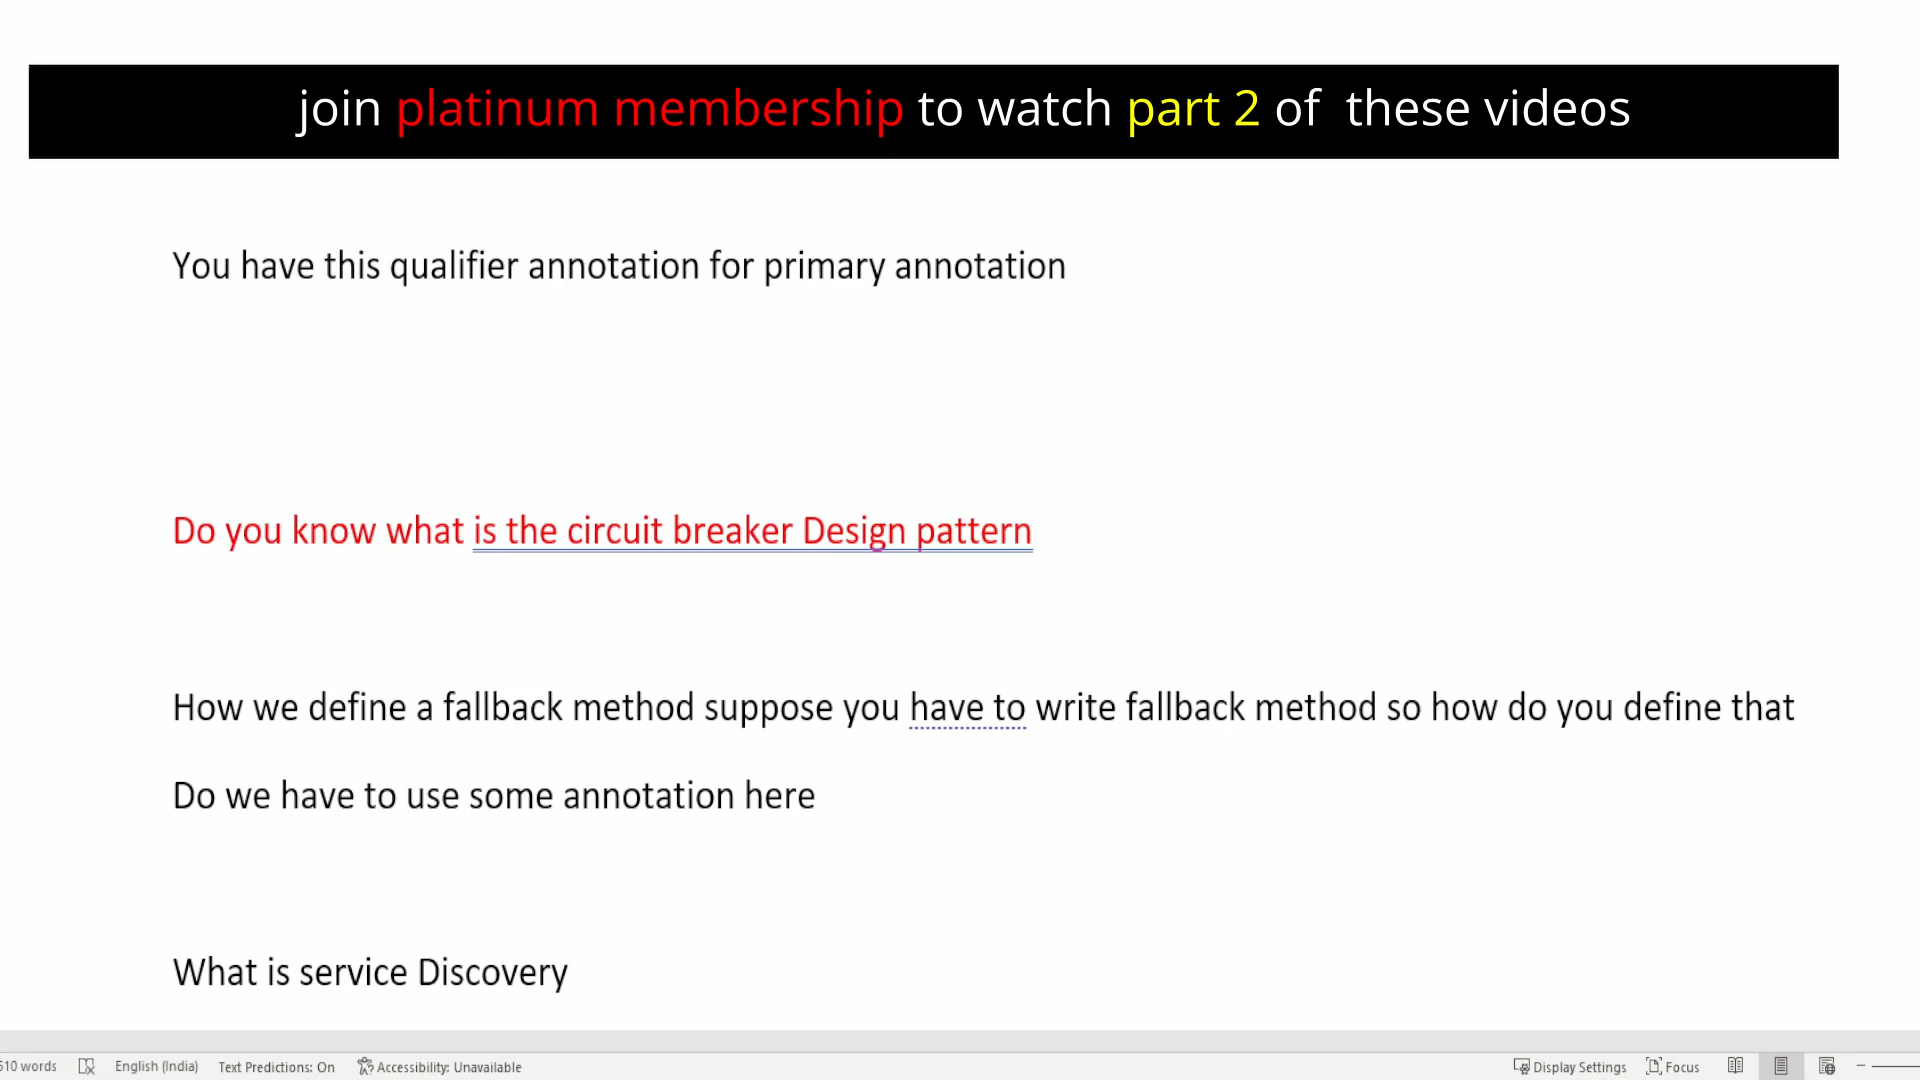 join platinum membership to watch part 2 of these videos
You have this qualifier annotation for primary annotation
Do you know what is the circuit breaker Design pattern
How we define a fallback method suppose you have to write fallback method so how do you define that
Do we have to use some annotation here
What is service Discovery
510 words English (India) Text Predictions: On Accessibility: Unavailable Display Settings Focus